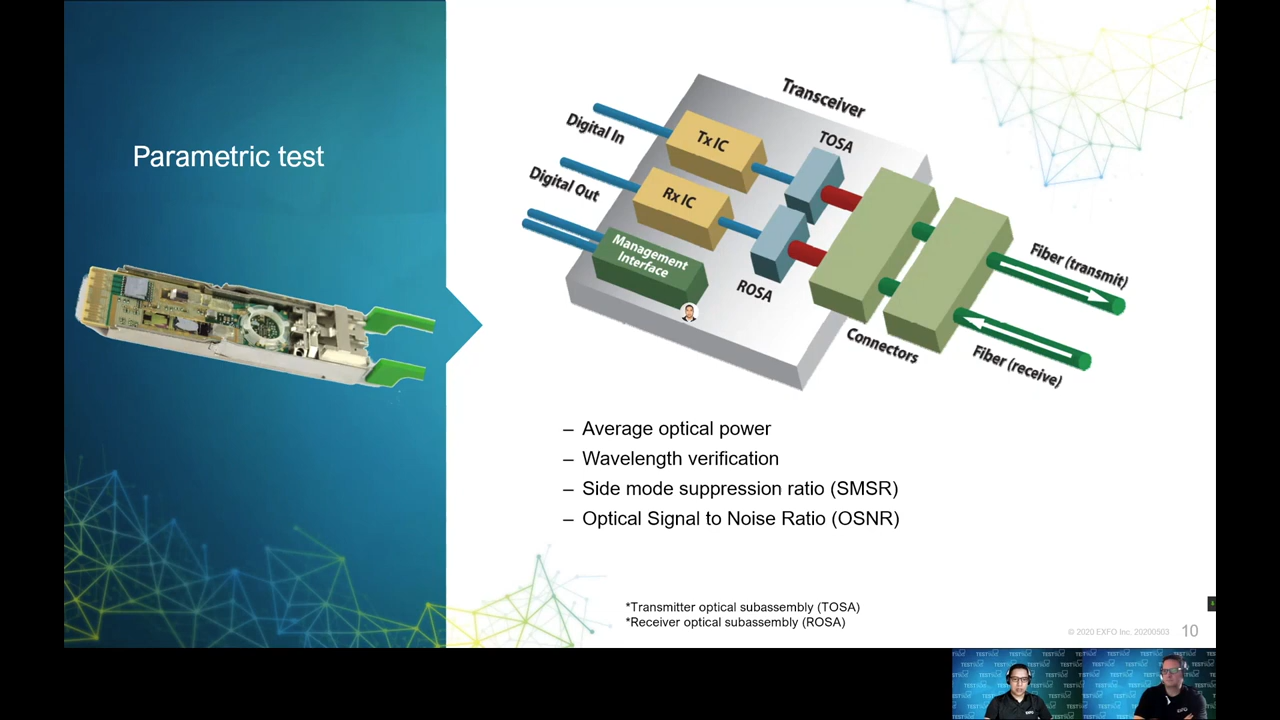 Parametric test
Transceiver
Digital In
Tx IC
TOSA
Digital Out
Rx IC
Management
Interface
ROSA
Connectors
Fiber (transmit)
Fiber (receive)
– Average optical power
– Wavelength verification
– Side mode suppression ratio (SMSR)
– Optical Signal to Noise Ratio (OSNR)
*Transmitter optical subassembly (TOSA)
*Receiver optical subassembly (ROSA)
© 2020 EXFO Inc. 20200503
10